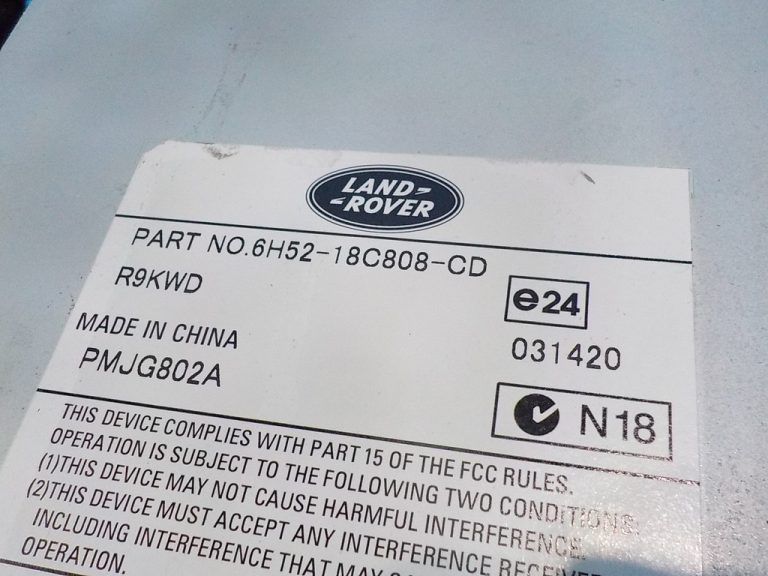 LAND-
-ROVER
PART NO.6H52-18C808-CD
R9KWD
e24
MADE IN CHINA
031420
PMJG802A
N18
THIS DEVICE COMPLIES WITH PART 15 OF THE FCC RULES.
OPERATION IS SUBJECT TO THE FOLLOWING TWO CONDITIONS.
(1)THIS DEVICE MAY NOT CAUSE HARMFUL INTERFERENCE.
(2)THIS DEVICE MUST ACCEPT ANY INTERFERENCE
INCLUDING INTERFERENCE THAT MAY
OPERATION.